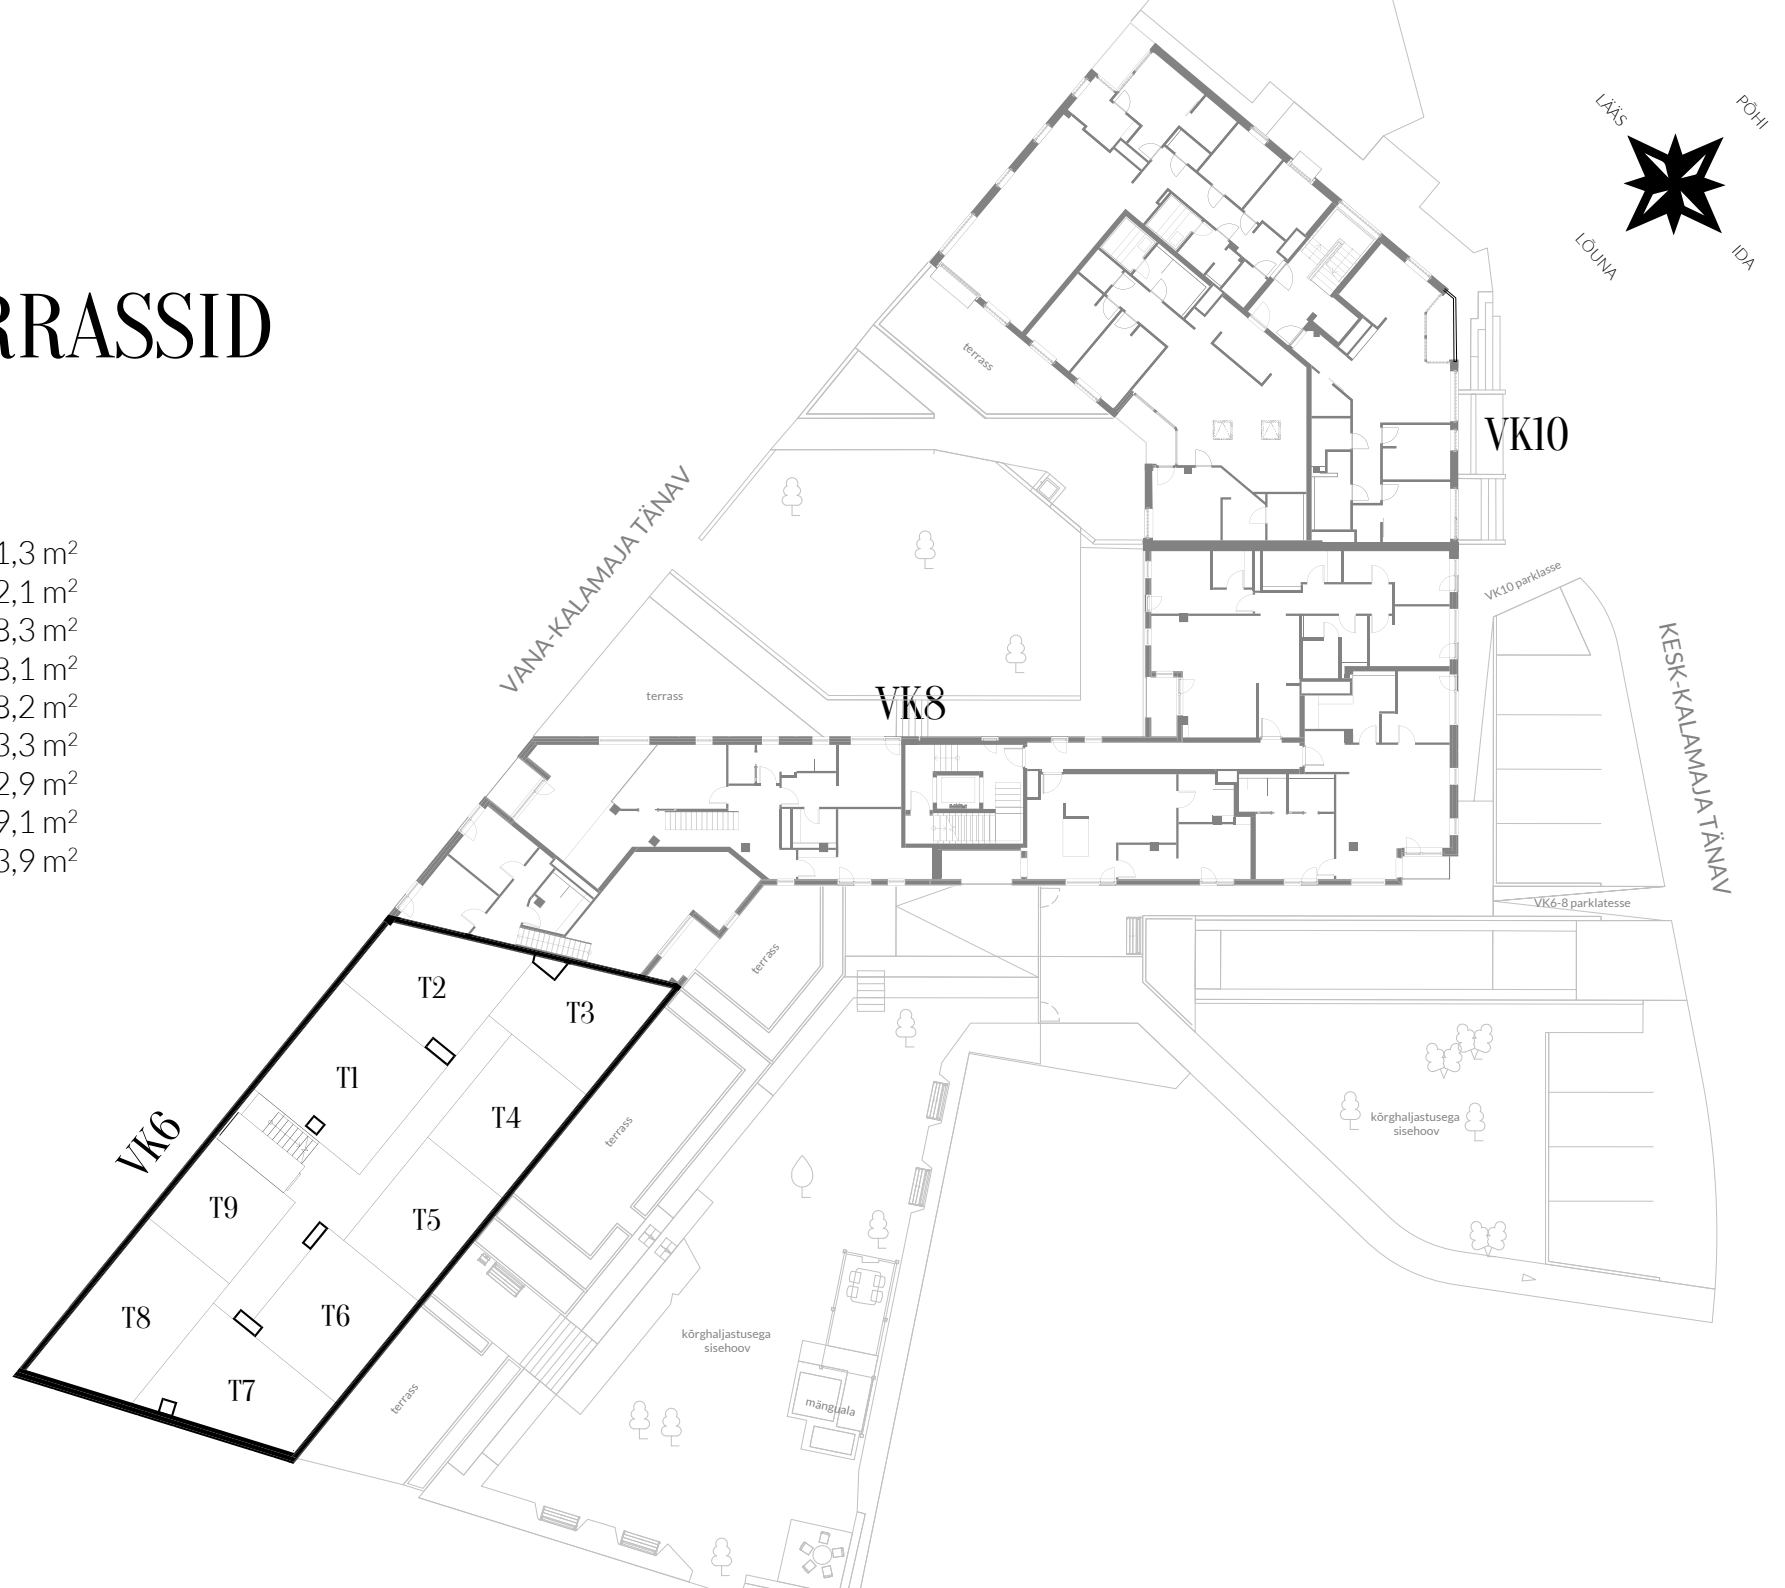 RRASSID
1,3 m²
2,1 m²
8,3 m²
8,1 m²
8,2 m²
3,3 m²
2,9 m²
9,1 m²
3,9 m²
LÄÄS
PÕHI
LÕUNA
IDA
VK10
VK8
VK6
VANA-KALAMAJA TÄNAV
KESK-KALAMAJA TÄNAV
terrass
terrass
VK10 parklasse
VK6-8 parklatesse
terrass
terrass
terrass
T2
T3
T1
T4
T9
T5
T8
T6
T7
kõrghaljastusega
sisehoov
kõrghaljastusega
sisehoov
mänguala